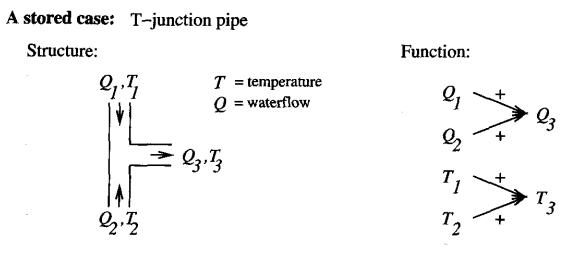 A stored case: T-junction pipe
Structure:
Function:
Q1,T1
T = temperature
Q = waterflow
Q3,T3
Q2,T2
Q1 +
Q2 +
Q3
T1 +
T2 +
T3